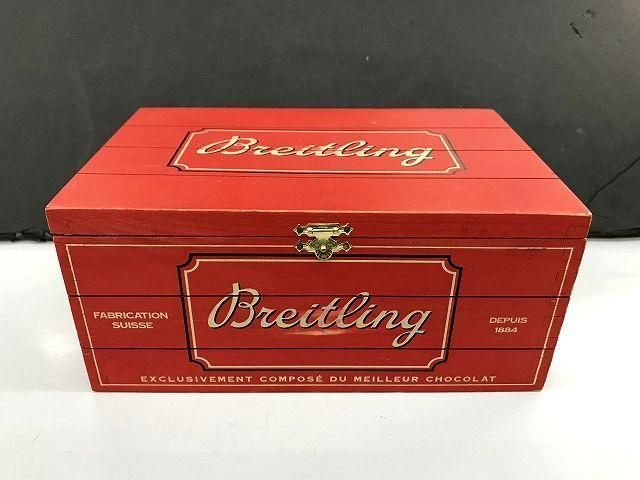 Breitling
Breitling
FABRICATION
SUISSE
DEPUIS
1884
EXCLUSIVEMENT COMPOSÉ DU MEILLEUR CHOCOLAT